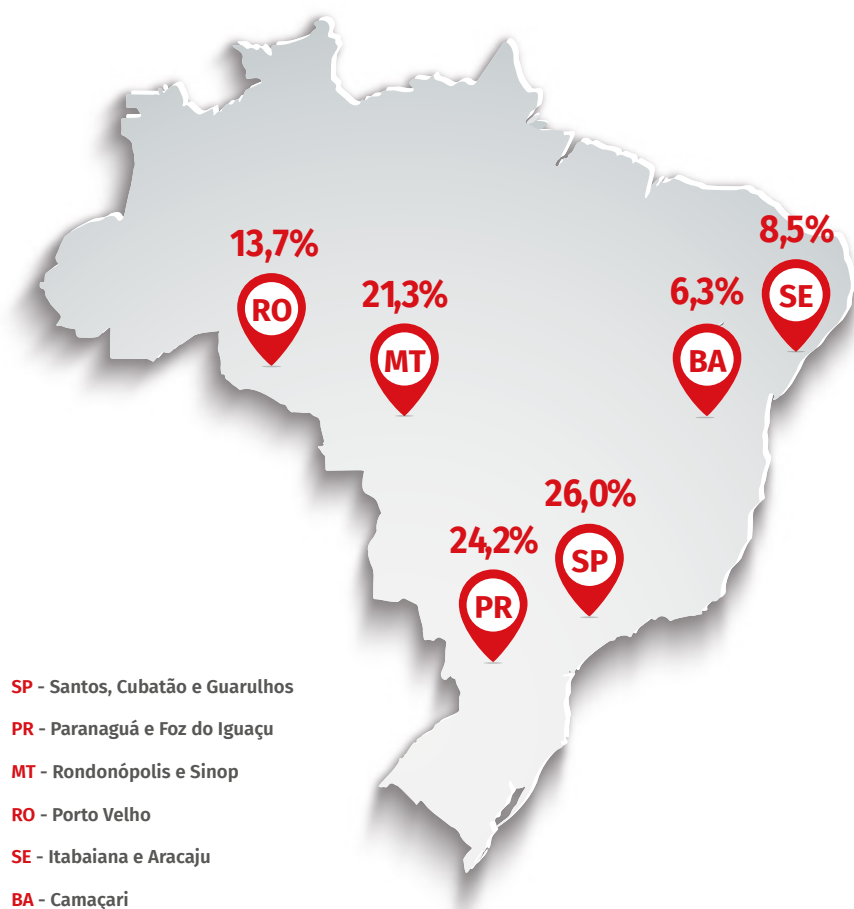 8,5%
SE
13,7%
RO
21,3%
MT
6,3%
BA
26,0%
SP
24,2%
PR
SP - Santos, Cubatão e Guarulhos
PR - Paranaguá e Foz do Iguaçu
MT - Rondonópolis e Sinop
RO - Porto Velho
SE - Itabaiana e Aracaju
BA - Camaçari